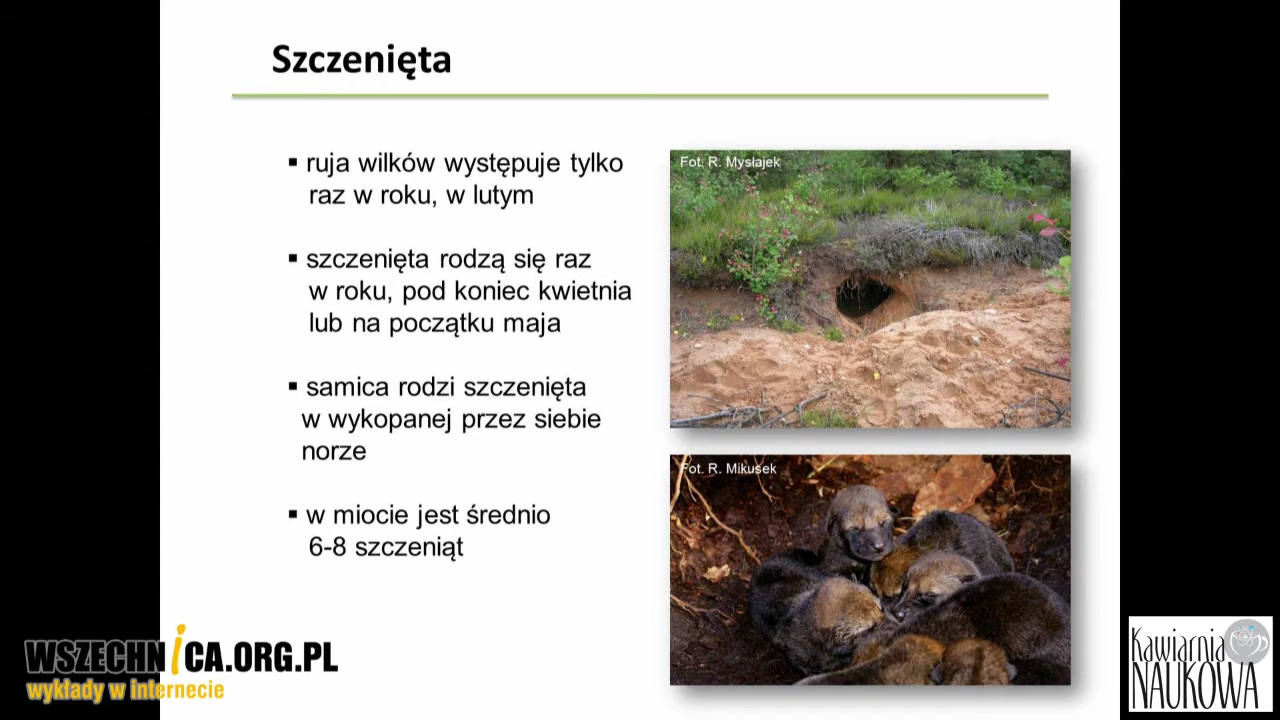 Szczenięta
▪ ruja wilków występuje tylko
raz w roku, w lutym
▪ szczenięta rodzą się raz
w roku, pod koniec kwietnia
lub na początku maja
▪ samica rodzi szczenięta
w wykopanej przez siebie
norze
▪ w miocie jest średnio
6-8 szczeniąt
Fot. R. Mysłajek
Fot. R. Mikusek
WSZECHNICA.ORG.PL
wykłady w internecie
Kawiarnia
NAUKOWA